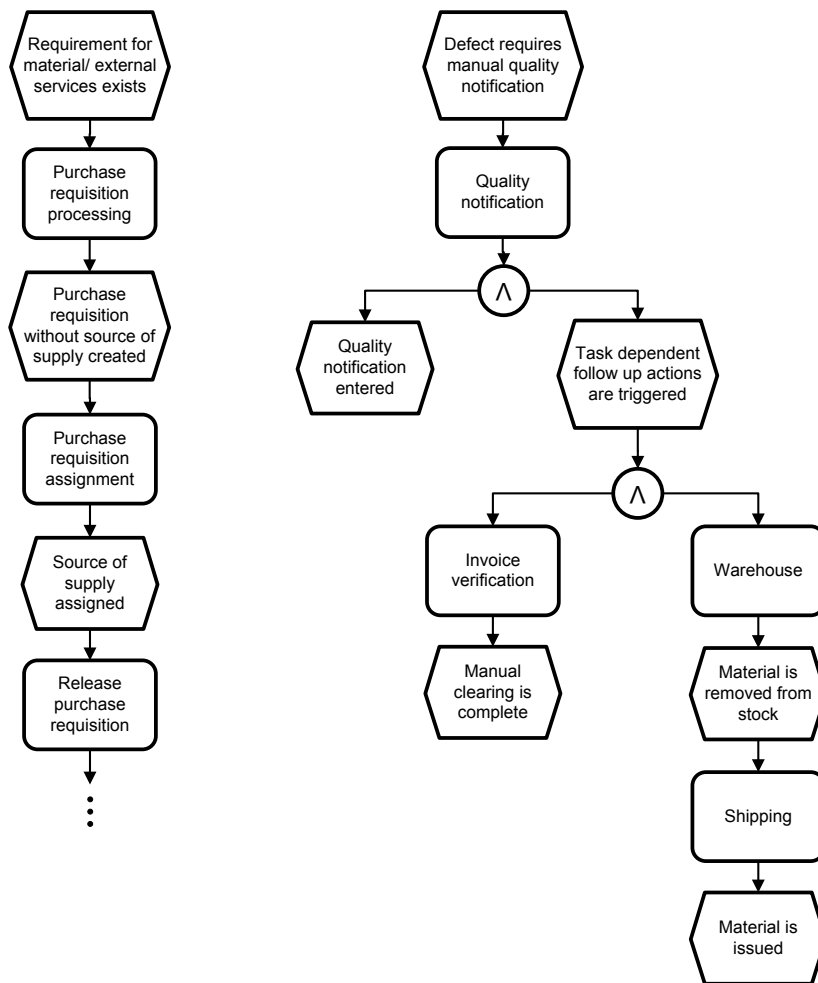 Requirement for
material/ external
services exists
Purchase
requisition
processing
Purchase
requisition
without source of
supply created
Purchase
requisition
assignment
Source of
supply
assigned
Release
purchase
requisition
Defect requires
manual quality
notification
Quality
notification
Λ
Quality
notification
entered
Task dependent
follow up actions
are triggered
Λ
Invoice
verification
Manual
clearing is
complete
Warehouse
Material is
removed from
stock
Shipping
Material is
issued